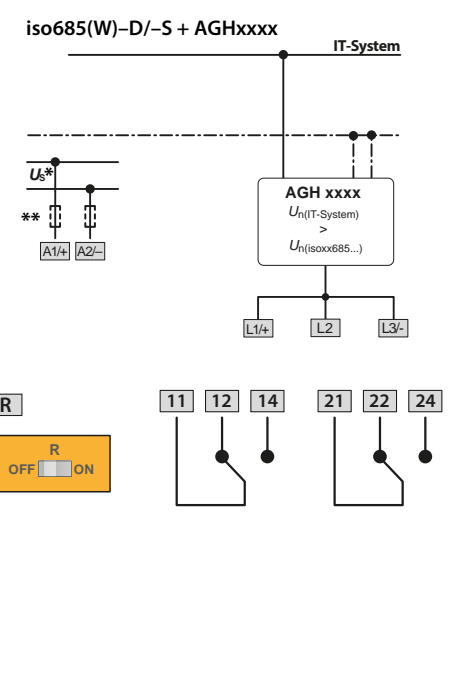 iso685(W)–D/–S + AGHxxxx
IT-System
Us*
**
A1/+ A2/–
AGH xxxx
Un(IT-System)
>
Un(isoxx685...)
L1/+ L2 L3/-
R 11 12 14 21 22 24
R
OFF ON